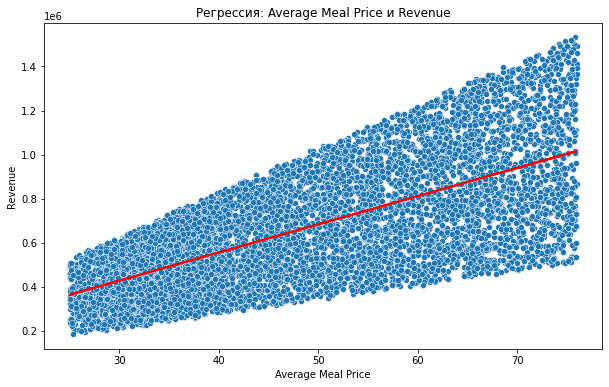 Регрессия: Average Meal Price и Revenue
1e6
1.4
1.2
1.0
0.8
0.6
0.4
0.2
Revenue
30 40 50 60 70
Average Meal Price